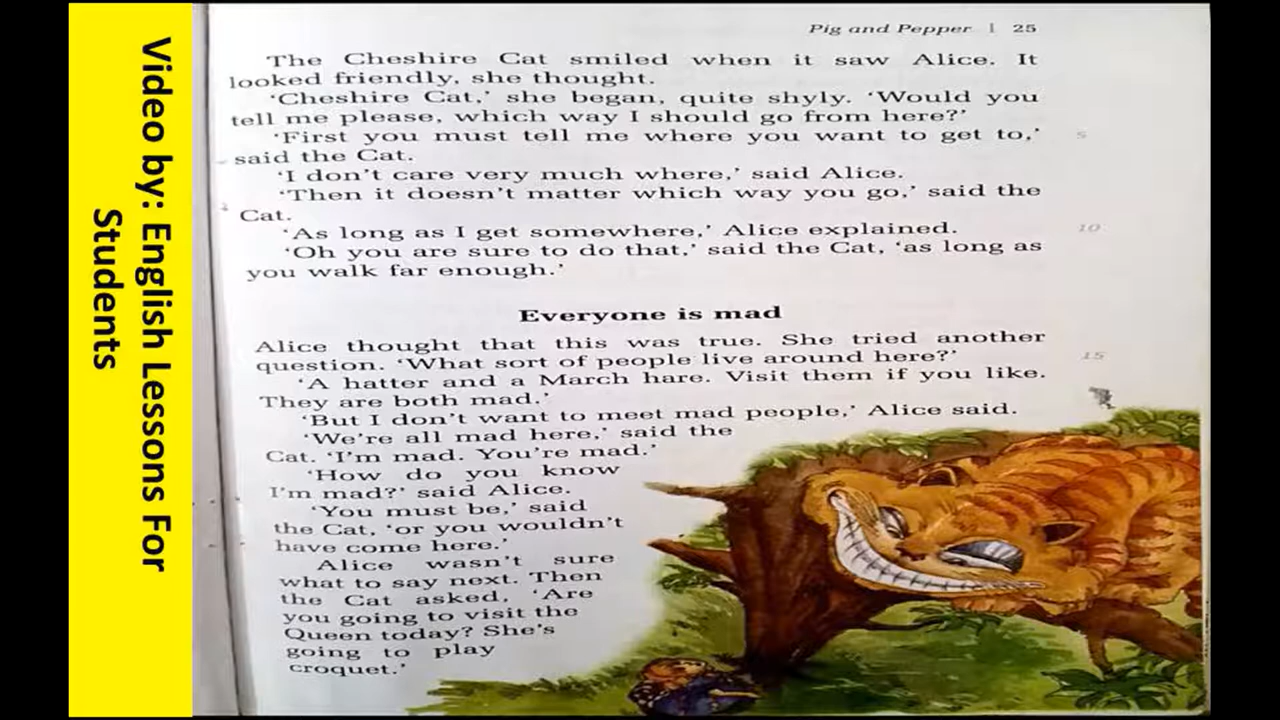 Video by: English Lessons For
Students
Pig and Pepper | 25
The Cheshire Cat smiled when it saw Alice. It
looked friendly, she thought.
‘Cheshire Cat,’ she began, quite shyly. ‘Would you
tell me please, which way I should go from here?’
‘First you must tell me where you want to get to,’ 5
said the Cat.
‘I don’t care very much where,’ said Alice.
‘Then it doesn’t matter which way you go,’ said the
Cat.
‘As long as I get somewhere,’ Alice explained. 10
‘Oh you are sure to do that,’ said the Cat, ‘as long as
you walk far enough.’
Everyone is mad
Alice thought that this was true. She tried another
question. ‘What sort of people live around here?’ 15
‘A hatter and a March hare. Visit them if you like.
They are both mad.’
‘But I don’t want to meet mad people,’ Alice said.
‘We’re all mad here,’ said the
Cat. ‘I’m mad. You’re mad.’
‘How do you know
I’m mad?’ said Alice.
‘You must be,’ said
the Cat, ‘or you wouldn’t
have come here.’
Alice wasn’t sure
what to say next. Then
the Cat asked, ‘Are
you going to visit the
Queen today? She’s
going to play
croquet.’